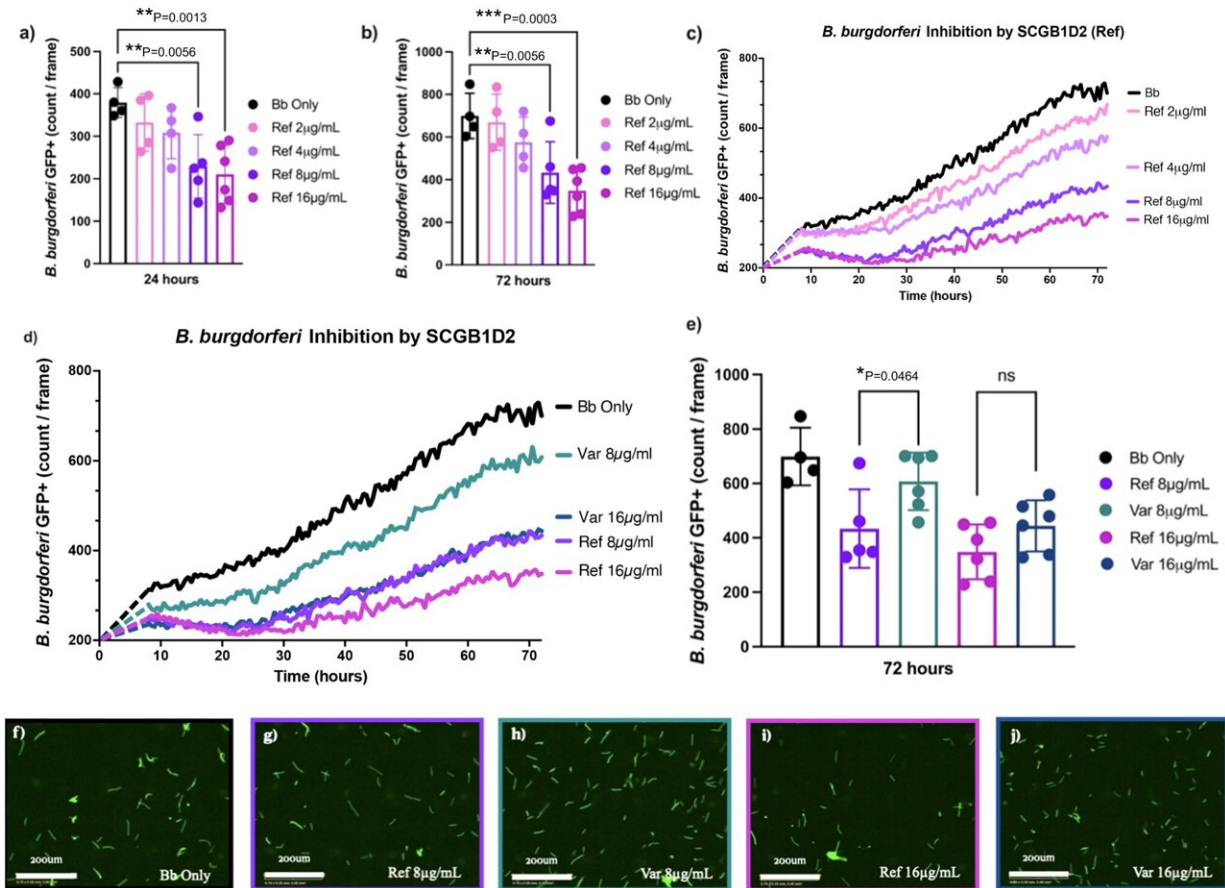 a)
**P=0.0013
**P=0.0056
B. burgdorferi GFP+ (count / frame)
500
400
300
200
100
0
24 hours
Bb Only
Ref 2µg/mL
Ref 4µg/mL
Ref 8µg/mL
Ref 16µg/mL
b)
***P=0.0003
**P=0.0056
B. burgdorferi GFP+ (count / frame)
1000
800
600
400
200
0
72 hours
Bb Only
Ref 2µg/mL
Ref 4µg/mL
Ref 8µg/mL
Ref 16µg/mL
c)
B. burgdorferi Inhibition by SCGB1D2 (Ref)
B. burgdorferi GFP+ (count / frame)
800
600
400
200
0 10 20 30 40 50 60 70
Time (hours)
Bb
Ref 2µg/ml
Ref 4µg/ml
Ref 8µg/ml
Ref 16µg/ml
d)
B. burgdorferi Inhibition by SCGB1D2
B. burgdorferi GFP+ (count / frame)
800
600
400
200
0 10 20 30 40 50 60 70
Time (hours)
Bb Only
Var 8µg/ml
Var 16µg/ml
Ref 8µg/ml
Ref 16µg/ml
e)
*P=0.0464
ns
B. burgdorferi GFP+ (count / frame)
1000
800
600
400
200
0
72 hours
Bb Only
Ref 8µg/mL
Var 8µg/mL
Ref 16µg/mL
Var 16µg/mL
f)
200um
Bb Only
g)
200um
Ref 8µg/mL
h)
200um
Var 8µg/mL
i)
200um
Ref 16µg/mL
j)
200um
Var 16µg/mL